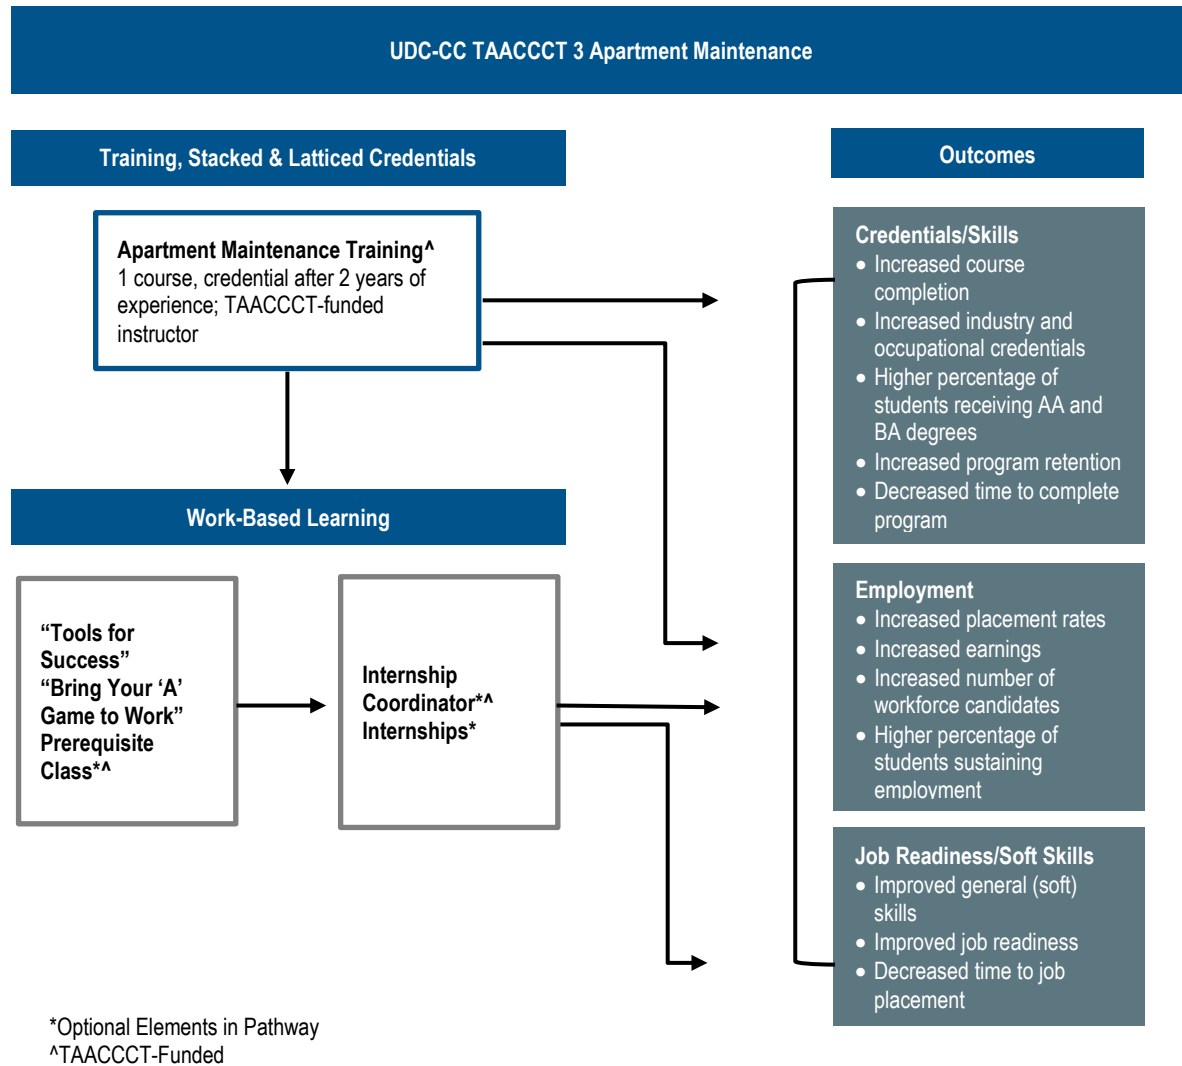 UDC-CC TAACCCT 3 Apartment Maintenance
Training, Stacked & Latticed Credentials
Apartment Maintenance Training^
1 course, credential after 2 years of
experience; TAACCCT-funded
instructor
Work-Based Learning
“Tools for
Success”
“Bring Your ‘A’
Game to Work”
Prerequisite
Class*^
Internship
Coordinator*^
Internships*
Outcomes
Credentials/Skills
• Increased course
completion
• Increased industry and
occupational credentials
• Higher percentage of
students receiving AA and
BA degrees
• Increased program retention
• Decreased time to complete
program
Employment
• Increased placement rates
• Increased earnings
• Increased number of
workforce candidates
• Higher percentage of
students sustaining
employment
Job Readiness/Soft Skills
• Improved general (soft)
skills
• Improved job readiness
• Decreased time to job
placement
*Optional Elements in Pathway
^TAACCCT-Funded